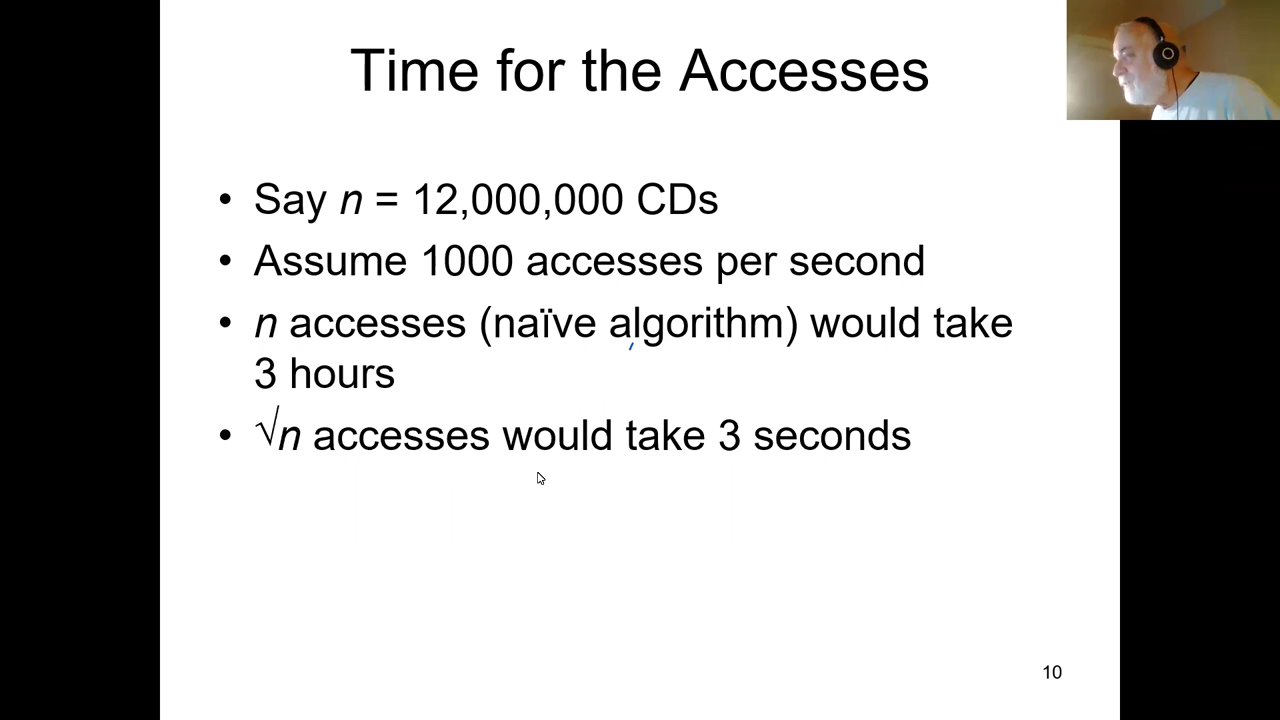 Time for the Accesses
• Say n = 12,000,000 CDs
• Assume 1000 accesses per second
• n accesses (naïve algorithm) would take
3 hours
• √n accesses would take 3 seconds
10